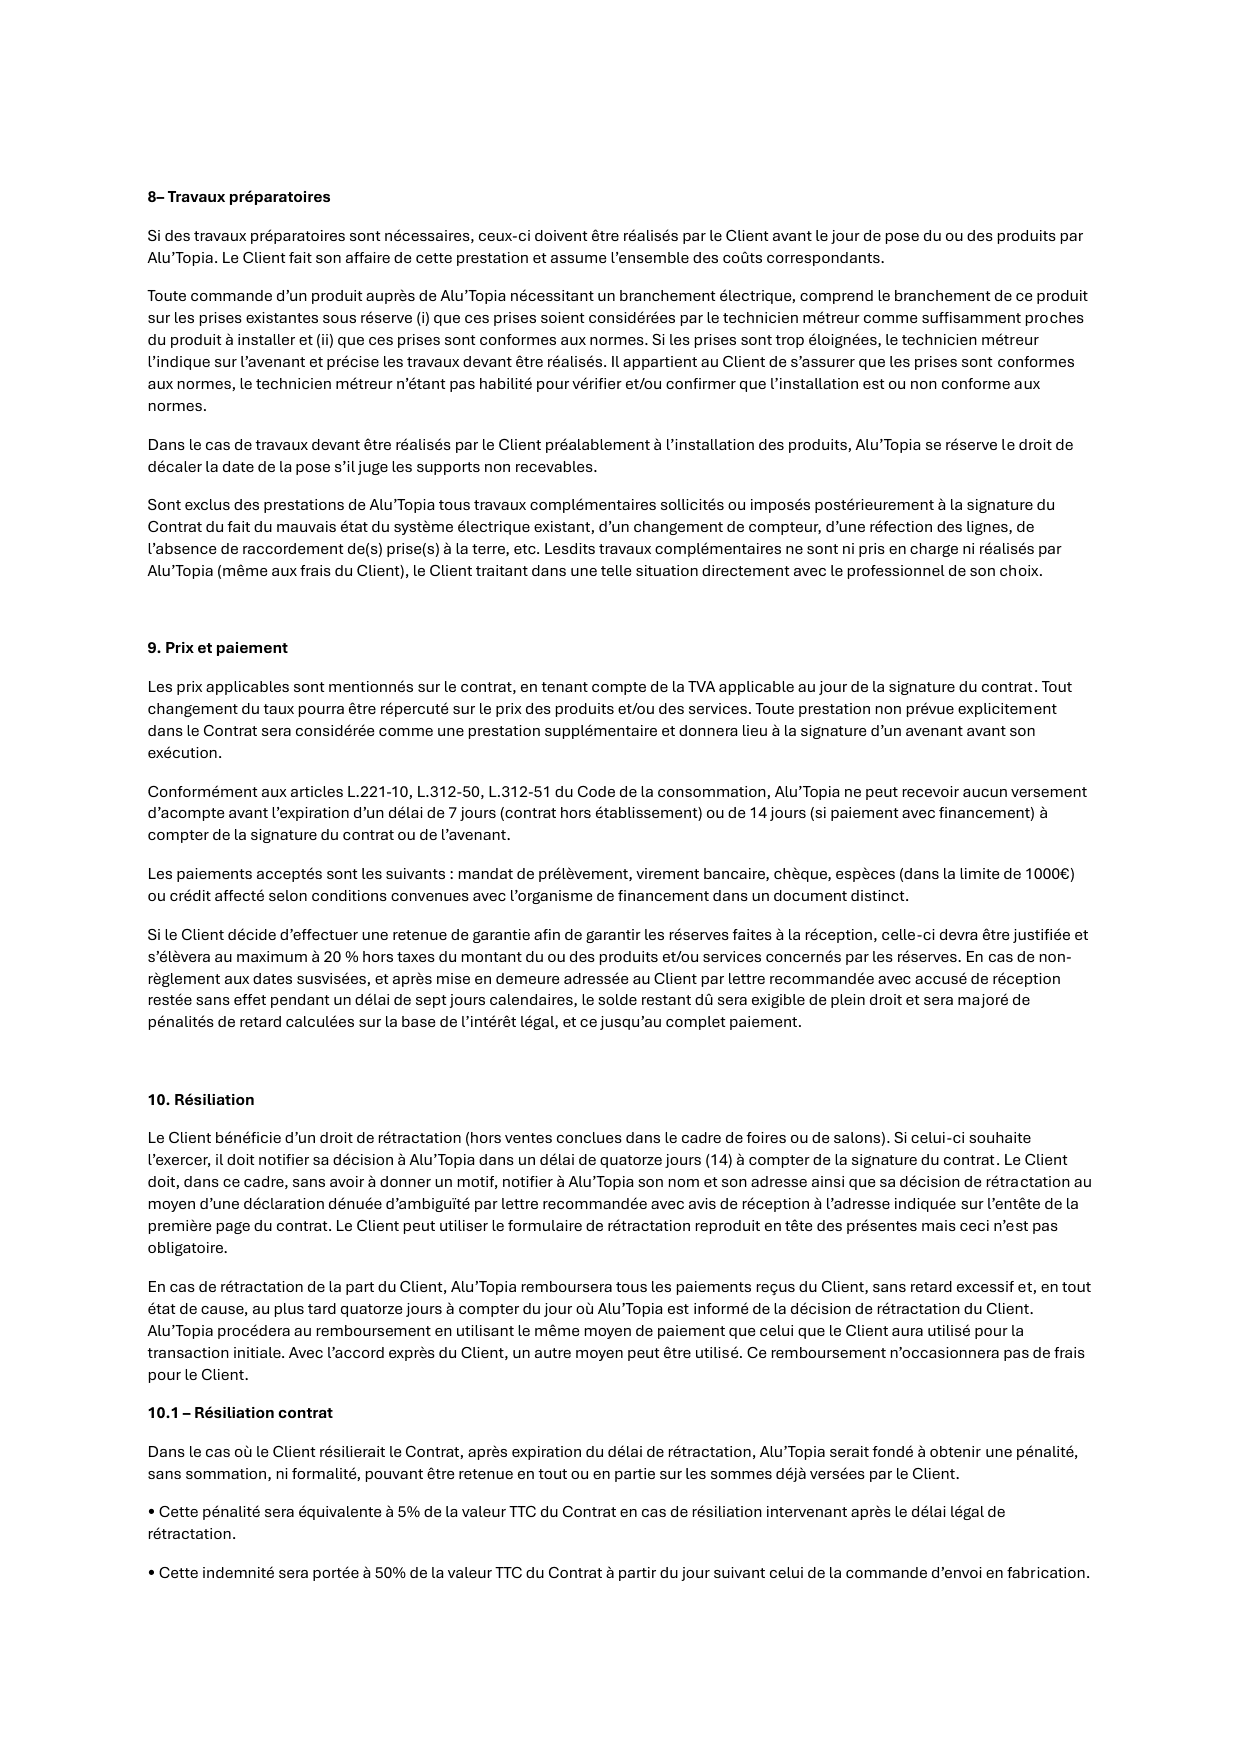 8– Travaux préparatoires
Si des travaux préparatoires sont nécessaires, ceux-ci doivent être réalisés par le Client avant le jour de pose du ou des produits par
Alu’Topia. Le Client fait son affaire de cette prestation et assume l’ensemble des coûts correspondants.
Toute commande d’un produit auprès de Alu’Topia nécessitant un branchement électrique, comprend le branchement de ce produit
sur les prises existantes sous réserve (i) que ces prises soient considérées par le technicien métreur comme suffisamment proches
du produit à installer et (ii) que ces prises sont conformes aux normes. Si les prises sont trop éloignées, le technicien métreur
l’indique sur l’avenant et précise les travaux devant être réalisés. Il appartient au Client de s’assurer que les prises sont conformes
aux normes, le technicien métreur n’étant pas habilité pour vérifier et/ou confirmer que l’installation est ou non conforme aux
normes.
Dans le cas de travaux devant être réalisés par le Client préalablement à l’installation des produits, Alu’Topia se réserve le droit de
décaler la date de la pose s’il juge les supports non recevables.
Sont exclus des prestations de Alu’Topia tous travaux complémentaires sollicités ou imposés postérieurement à la signature du
Contrat du fait du mauvais état du système électrique existant, d’un changement de compteur, d’une réfection des lignes, de
l’absence de raccordement de(s) prise(s) à la terre, etc. Lesdits travaux complémentaires ne sont ni pris en charge ni réalisés par
Alu’Topia (même aux frais du Client), le Client traitant dans une telle situation directement avec le professionnel de son choix.
9. Prix et paiement
Les prix applicables sont mentionnés sur le contrat, en tenant compte de la TVA applicable au jour de la signature du contrat. Tout
changement du taux pourra être répercuté sur le prix des produits et/ou des services. Toute prestation non prévue explicitement
dans le Contrat sera considérée comme une prestation supplémentaire et donnera lieu à la signature d’un avenant avant son
exécution.
Conformément aux articles L.221-10, L.312-50, L.312-51 du Code de la consommation, Alu’Topia ne peut recevoir aucun versement
d’acompte avant l’expiration d’un délai de 7 jours (contrat hors établissement) ou de 14 jours (si paiement avec financement) à
compter de la signature du contrat ou de l’avenant.
Les paiements acceptés sont les suivants : mandat de prélèvement, virement bancaire, chèque, espèces (dans la limite de 1000€)
ou crédit affecté selon conditions convenues avec l’organisme de financement dans un document distinct.
Si le Client décide d’effectuer une retenue de garantie afin de garantir les réserves faites à la réception, celle-ci devra être justifiée et
s’élèvera au maximum à 20 % hors taxes du montant du ou des produits et/ou services concernés par les réserves. En cas de non-
règlement aux dates susvisées, et après mise en demeure adressée au Client par lettre recommandée avec accusé de réception
restée sans effet pendant un délai de sept jours calendaires, le solde restant dû sera exigible de plein droit et sera majoré de
pénalités de retard calculées sur la base de l’intérêt légal, et ce jusqu’au complet paiement.
10. Résiliation
Le Client bénéficie d’un droit de rétractation (hors ventes conclues dans le cadre de foires ou de salons). Si celui-ci souhaite
l’exercer, il doit notifier sa décision à Alu’Topia dans un délai de quatorze jours (14) à compter de la signature du contrat. Le Client
doit, dans ce cadre, sans avoir à donner un motif, notifier à Alu’Topia son nom et son adresse ainsi que sa décision de rétractation au
moyen d’une déclaration dénuée d’ambiguïté par lettre recommandée avec avis de réception à l’adresse indiquée sur l’entête de la
première page du contrat. Le Client peut utiliser le formulaire de rétractation reproduit en tête des présentes mais ceci n’est pas
obligatoire.
En cas de rétractation de la part du Client, Alu’Topia remboursera tous les paiements reçus du Client, sans retard excessif et, en tout
état de cause, au plus tard quatorze jours à compter du jour où Alu’Topia est informé de la décision de rétractation du Client.
Alu’Topia procédera au remboursement en utilisant le même moyen de paiement que celui que le Client aura utilisé pour la
transaction initiale. Avec l’accord exprès du Client, un autre moyen peut être utilisé. Ce remboursement n’occasionnera pas de frais
pour le Client.
10.1 – Résiliation contrat
Dans le cas où le Client résilierait le Contrat, après expiration du délai de rétractation, Alu’Topia serait fondé à obtenir une pénalité,
sans sommation, ni formalité, pouvant être retenue en tout ou en partie sur les sommes déjà versées par le Client.
• Cette pénalité sera équivalente à 5% de la valeur TTC du Contrat en cas de résiliation intervenant après le délai légal de
rétractation.
• Cette indemnité sera portée à 50% de la valeur TTC du Contrat à partir du jour suivant celui de la commande d’envoi en fabrication.